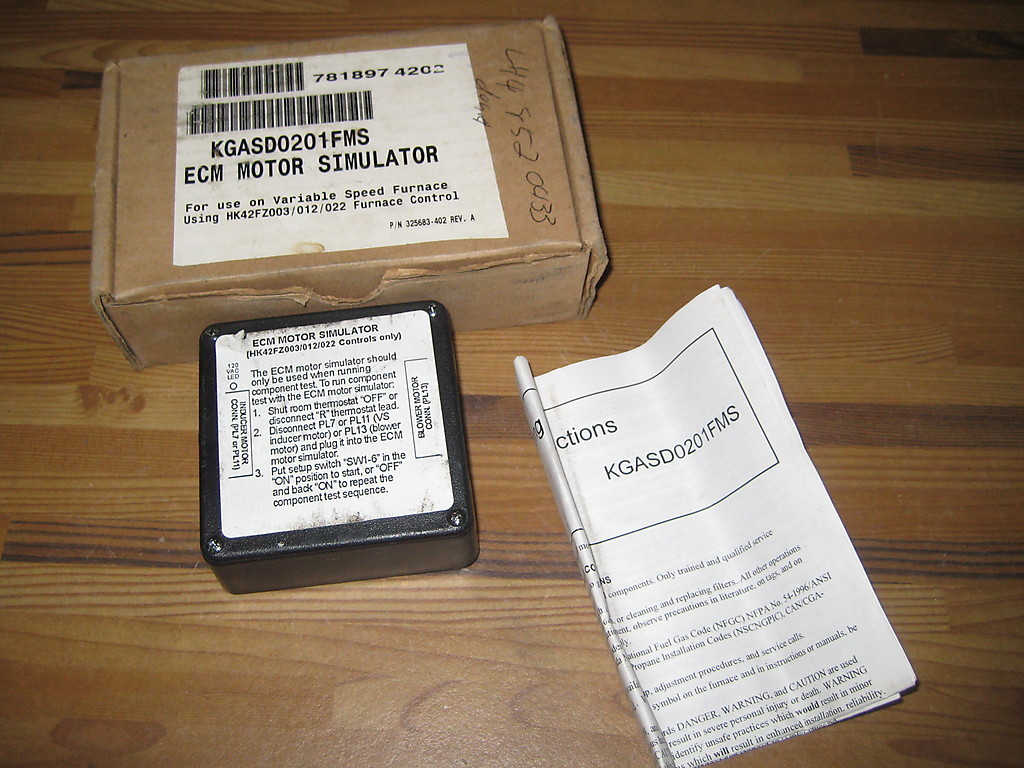 781897 4202
KGASD0201FMS
ECM MOTOR SIMULATOR
For use on Variable Speed Furnace
Using HK42FZ003/012/022 Furnace Control
P/N 325683-402 REV. A
ECM MOTOR SIMULATOR
(HK42FZ003/012/022 Controls only)
120
VAC
LED
INDUCER MOTOR
CONN. (PL7 or PL11)
The ECM motor simulator should
only be used when running
component test. To run component
test with the ECM motor simulator:
1. Shut room thermostat "OFF" or
disconnect "R" thermostat lead.
2. Disconnect PL7 or PL11 (VS
inducer motor) or PL13 (blower
motor) and plug it into the ECM
motor simulator.
3. Put setup switch "SW1-6" in the
"ON" position to start, or "OFF"
and back "ON" to repeat the
component test sequence.
BLOWER MOTOR
CONN. (PL13)
g
ctions
KGASD0201FMS
components. Only trained and qualified service
or cleaning and replacing filters. All other operations
observe precautions in literature, on tags, and on
National Fuel Gas Code (NFGC) NFPA No. 54-1996/ANSI
Propane Installation Codes (NSCNGPIC), CAN/CGA-
adjustment procedures, and service calls.
symbol on the furnace and in instructions or manuals, be
DANGER, WARNING, and CAUTION are used
result in severe personal injury or death. WARNING
identify unsafe practices which would result in minor
which will result in enhanced installation, reliability,